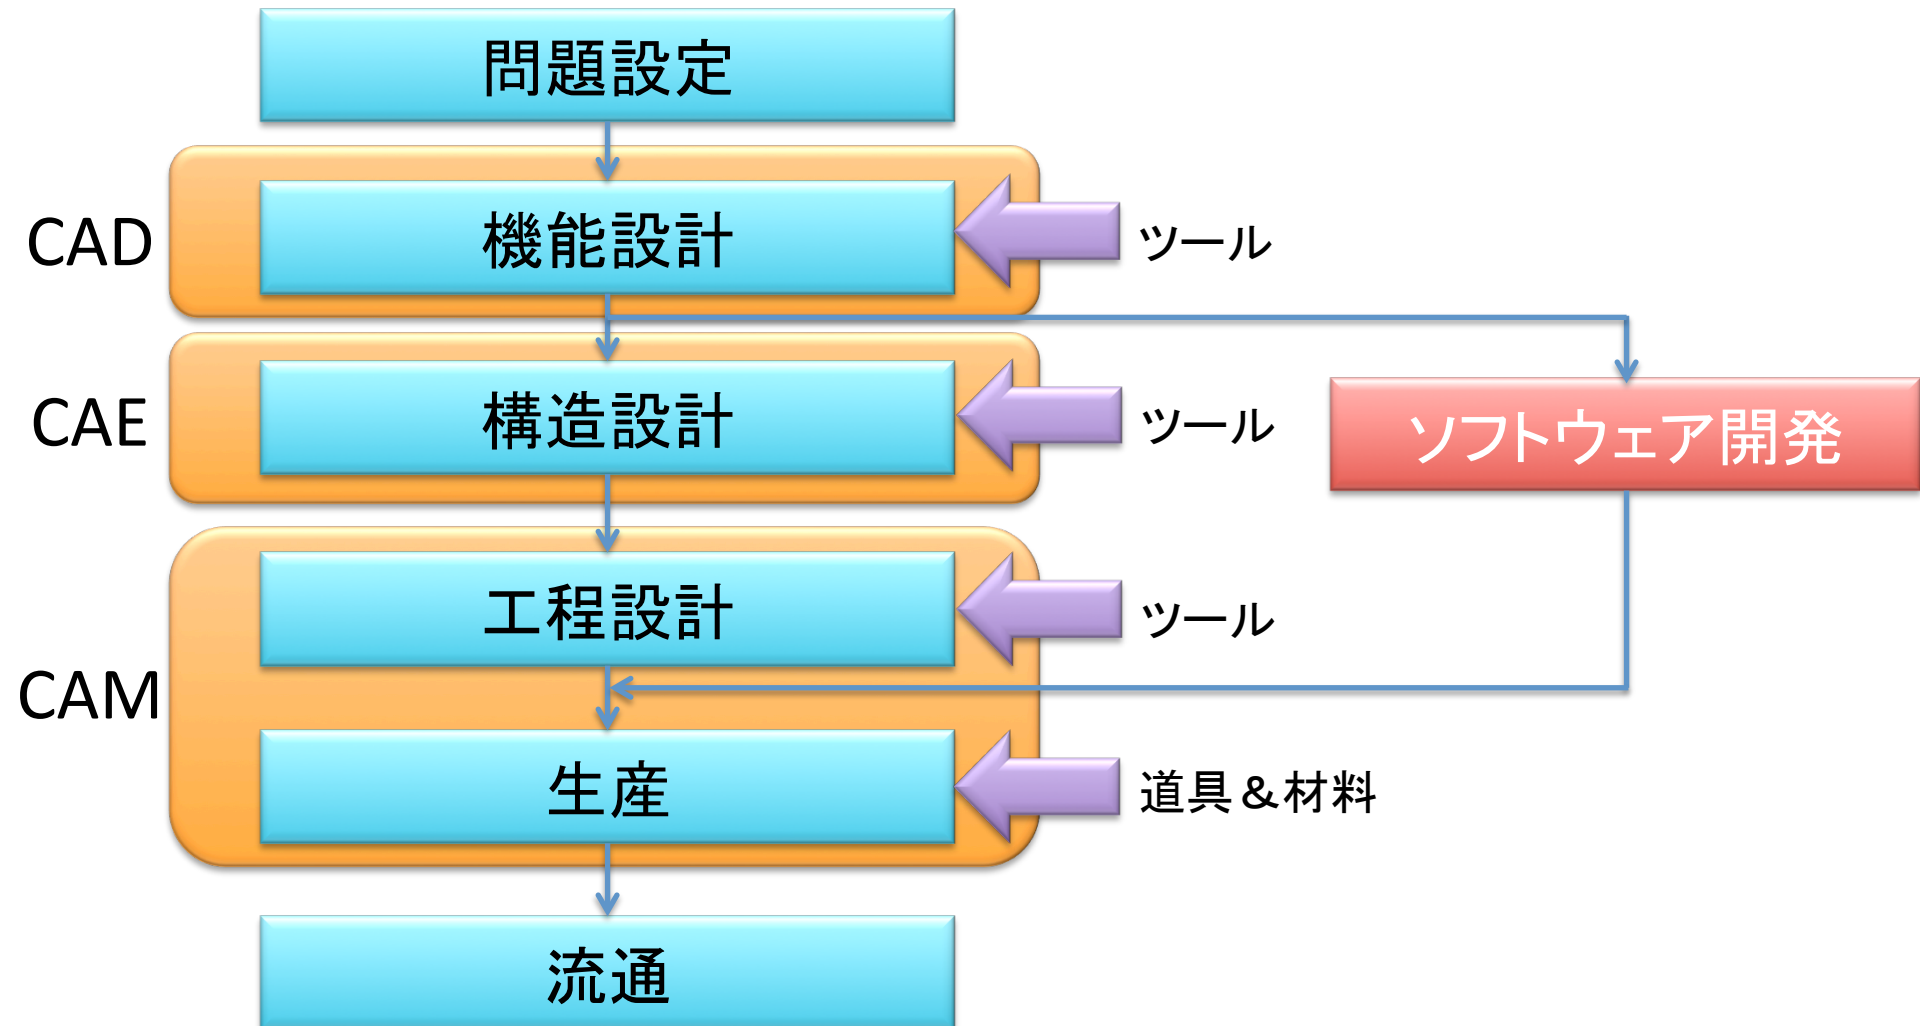 問題設定
CAD
機能設計
ツール
CAE
構造設計
ツール
ソフトウェア開発
工程設計
ツール
CAM
生産
道具＆材料
流通